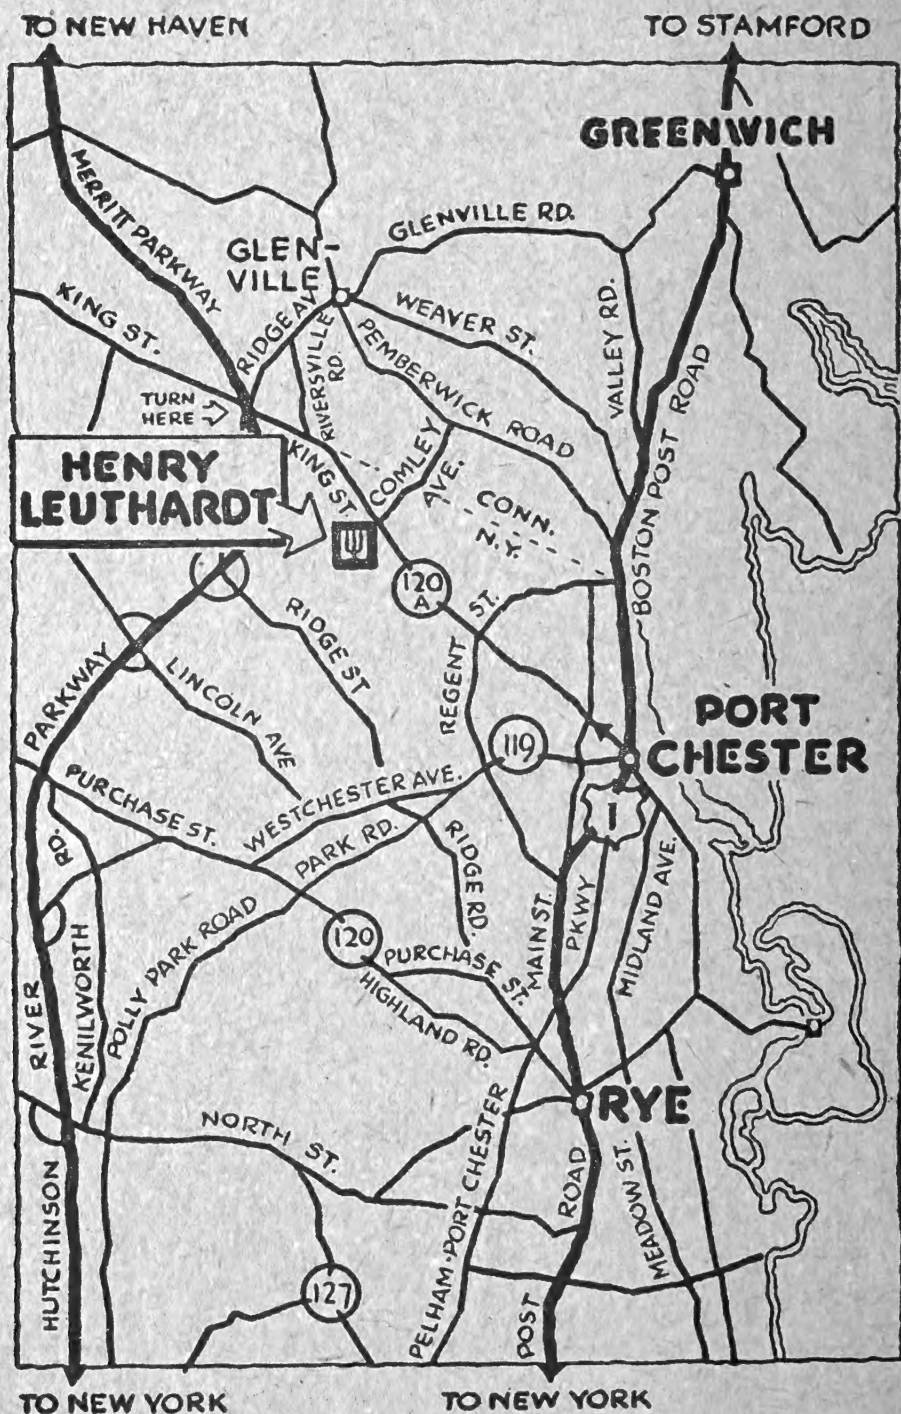 TO NEW HAVEN
TO STAMFORD
GREENWICH
MERRITT PARKWAY
GLENVILLE RD.
GLEN-
VILLE
KING ST.
RIDGE AV.
WEAVER ST.
VALLEY RD.
RIVERSVILLE
RD.
PEMBERWICK ROAD
BOSTON POST ROAD
TURN
HERE
HENRY
LEUTHARDT
KING ST
COMLEY
AVE.
CONN.
N.Y.
120
A
RIDGE ST
REGENT
ST.
PARKWAY
LINCOLN
AVE
PORT
CHESTER
119
PURCHASE ST.
WESTCHESTER AVE.
1
RD.
PARK RD.
RIDGE RD.
MAIN ST.
PKWY
MIDLAND AVE.
KENILWORTH
POLLY PARK ROAD
120
PURCHASE
ST.
HIGHLAND RD.
RIVER
RYE
NORTH
ST.
PELHAM-PORT CHESTER
ROAD
MEADOW ST.
HUTCHINSON
127
POST
TO NEW YORK
TO NEW YORK